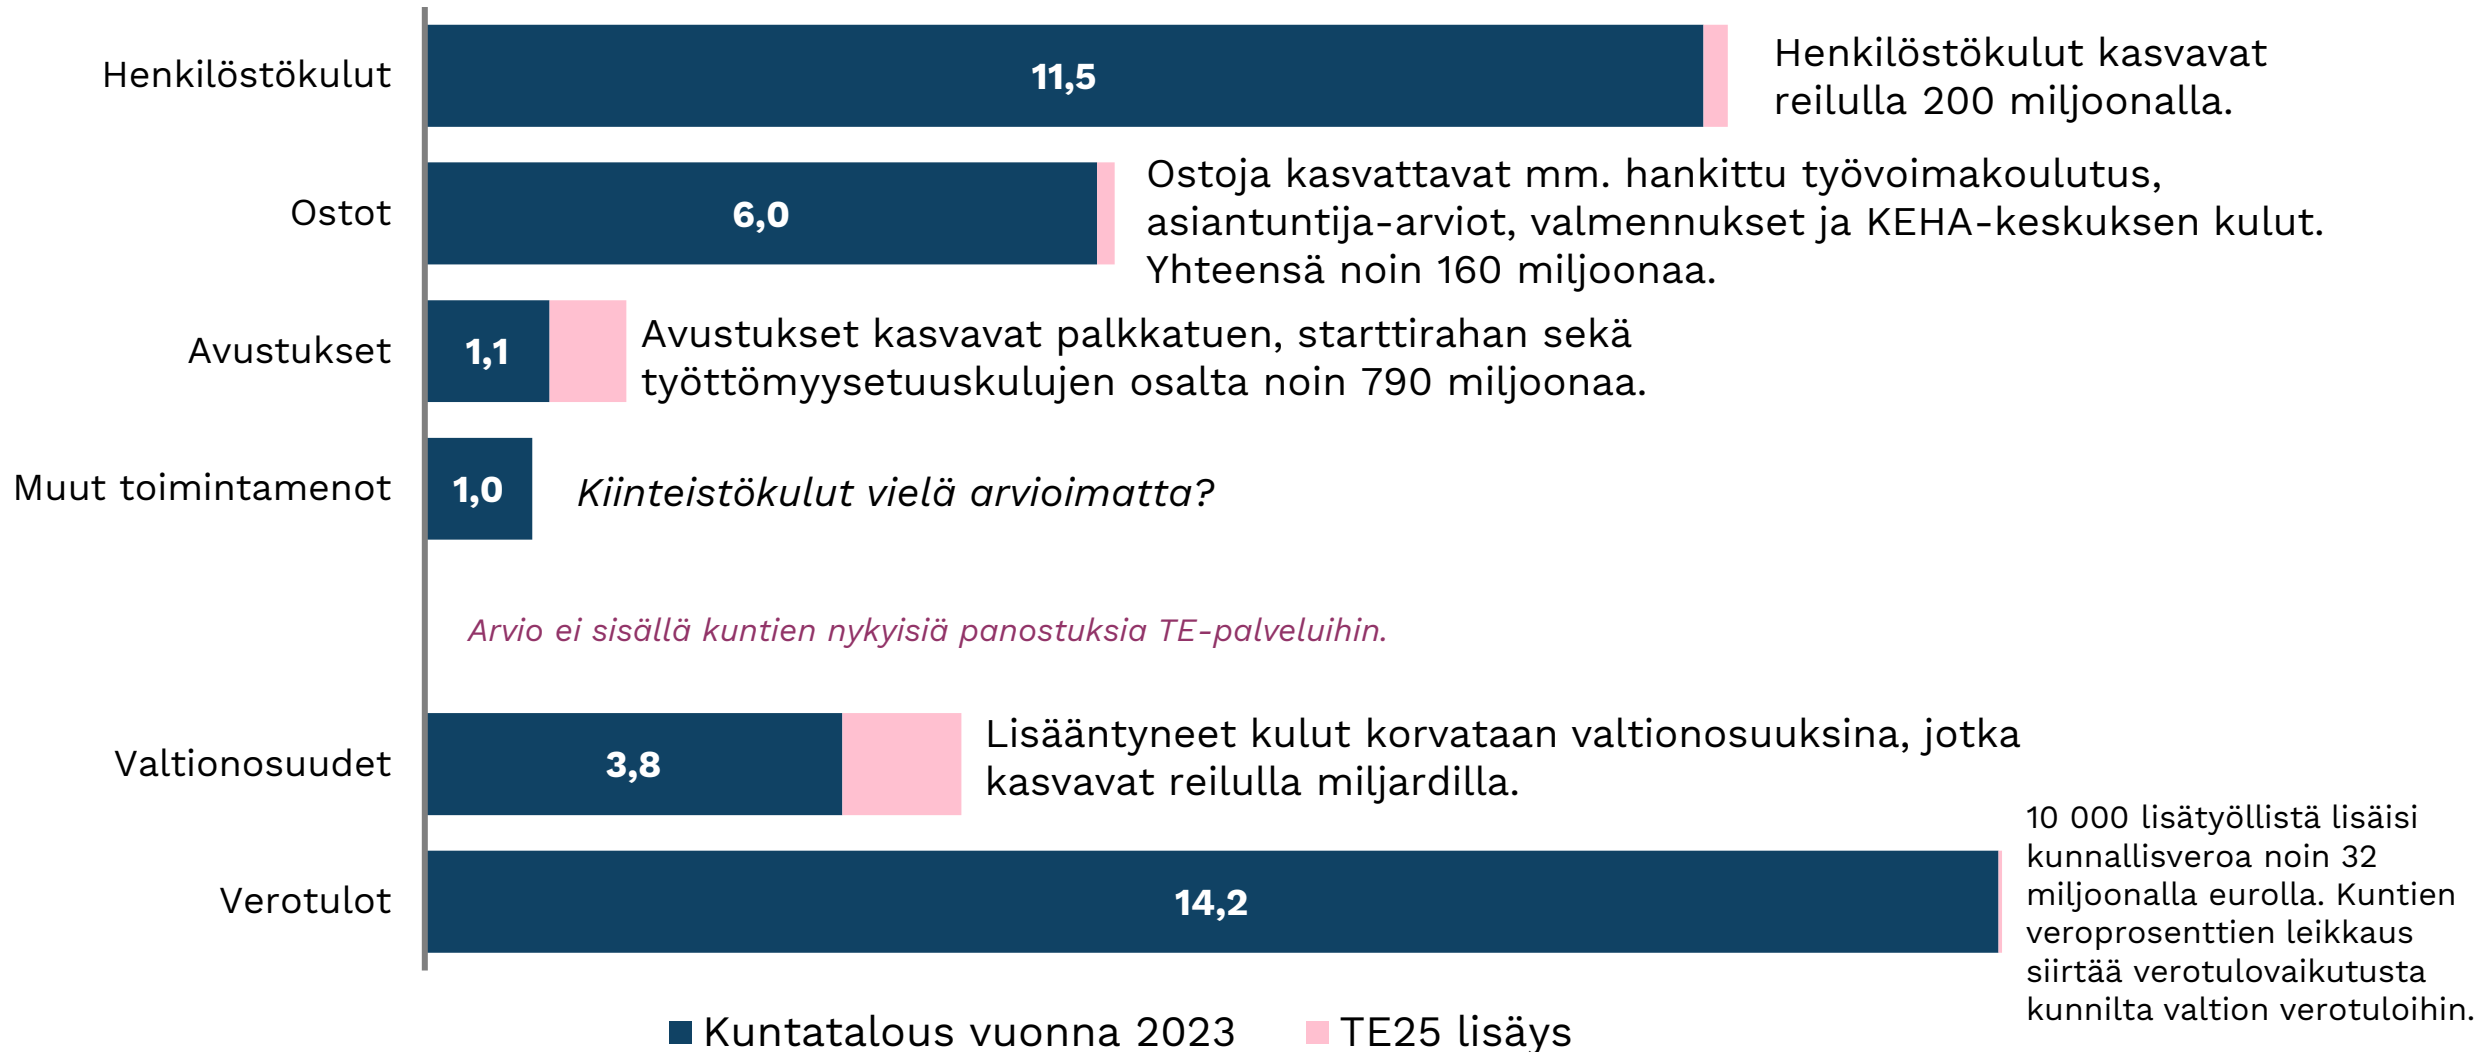 Henkilöstökulut
11,5
Henkilöstökulut kasvavat
reilulla 200 miljoonalla.
Ostot
6,0
Ostoja kasvattavat mm. hankittu työvoimakoulutus,
asiantuntija-arviot, valmennukset ja KEHA-keskuksen kulut.
Yhteensä noin 160 miljoonaa.
Avustukset
1,1
Avustukset kasvavat palkkatuen, starttirahan sekä
työttömyysetuuskulujen osalta noin 790 miljoonaa.
Muut toimintamenot
1,0
Kiinteistökulut vielä arvioimatta?
Arvio ei sisällä kuntien nykyisiä panostuksia TE-palveluihin.
Valtionosuudet
3,8
Lisääntyneet kulut korvataan valtionosuuksina, jotka
kasvavat reilulla miljardilla.
Verotulot
14,2
10 000 lisätyöllistä lisäisi
kunnallisveroa noin 32
miljoonalla eurolla. Kuntien
veroprosenttien leikkaus
siirtää verotulovaikutusta
kunnilta valtion verotuloihin.
Kuntatalous vuonna 2023
TE25 lisäys